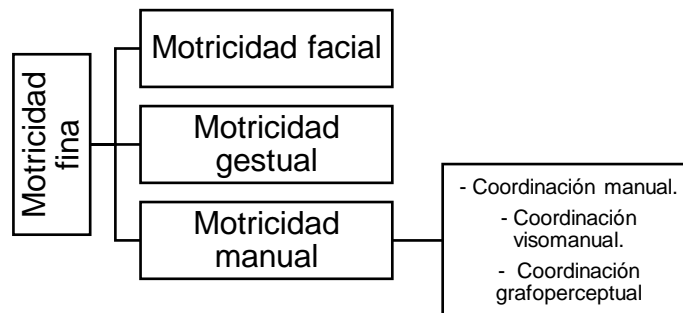 Motricidad
fina
Motricidad facial
Motricidad
gestual
Motricidad
manual
- Coordinación manual.
- Coordinación
visomanual.
- Coordinación
grafoperceptual